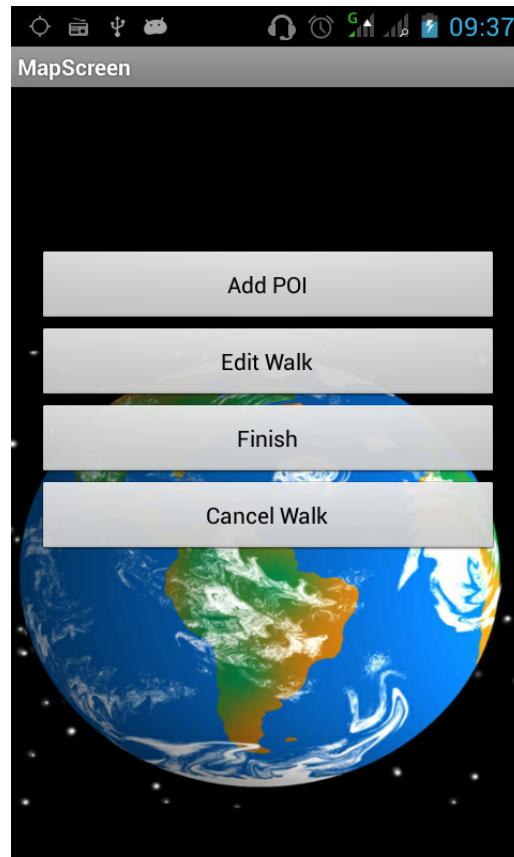 G
09:37
MapScreen
Add POI
Edit Walk
Finish
Cancel Walk